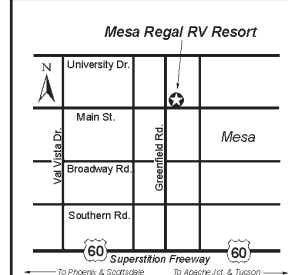 Mesa Regal RV Resort
University Dr.
N
Main St.
Mesa
Val Vista Dr.
Greenfield Rd.
Broadway Rd.
Southern Rd.
60
60
Superstition Freeway
To Phoenix & Scottsdale
To Apache Jct. & Tucson